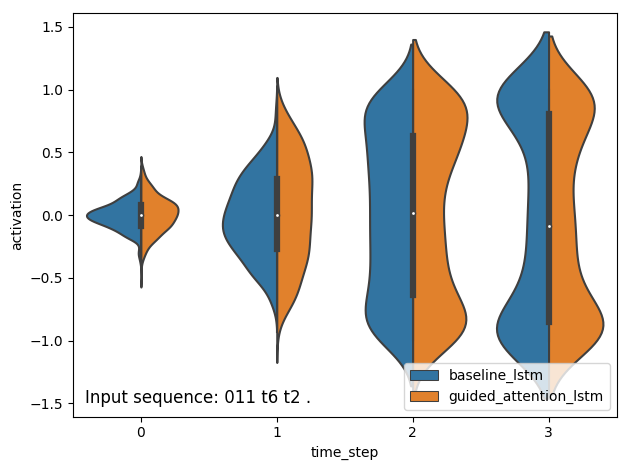 1.5
1.0
0.5
0.0
−0.5
−1.0
−1.5
activation
Input sequence: 011 t6 t2 .
baseline_lstm
guided_attention_lstm
0 1 2 3
time_step